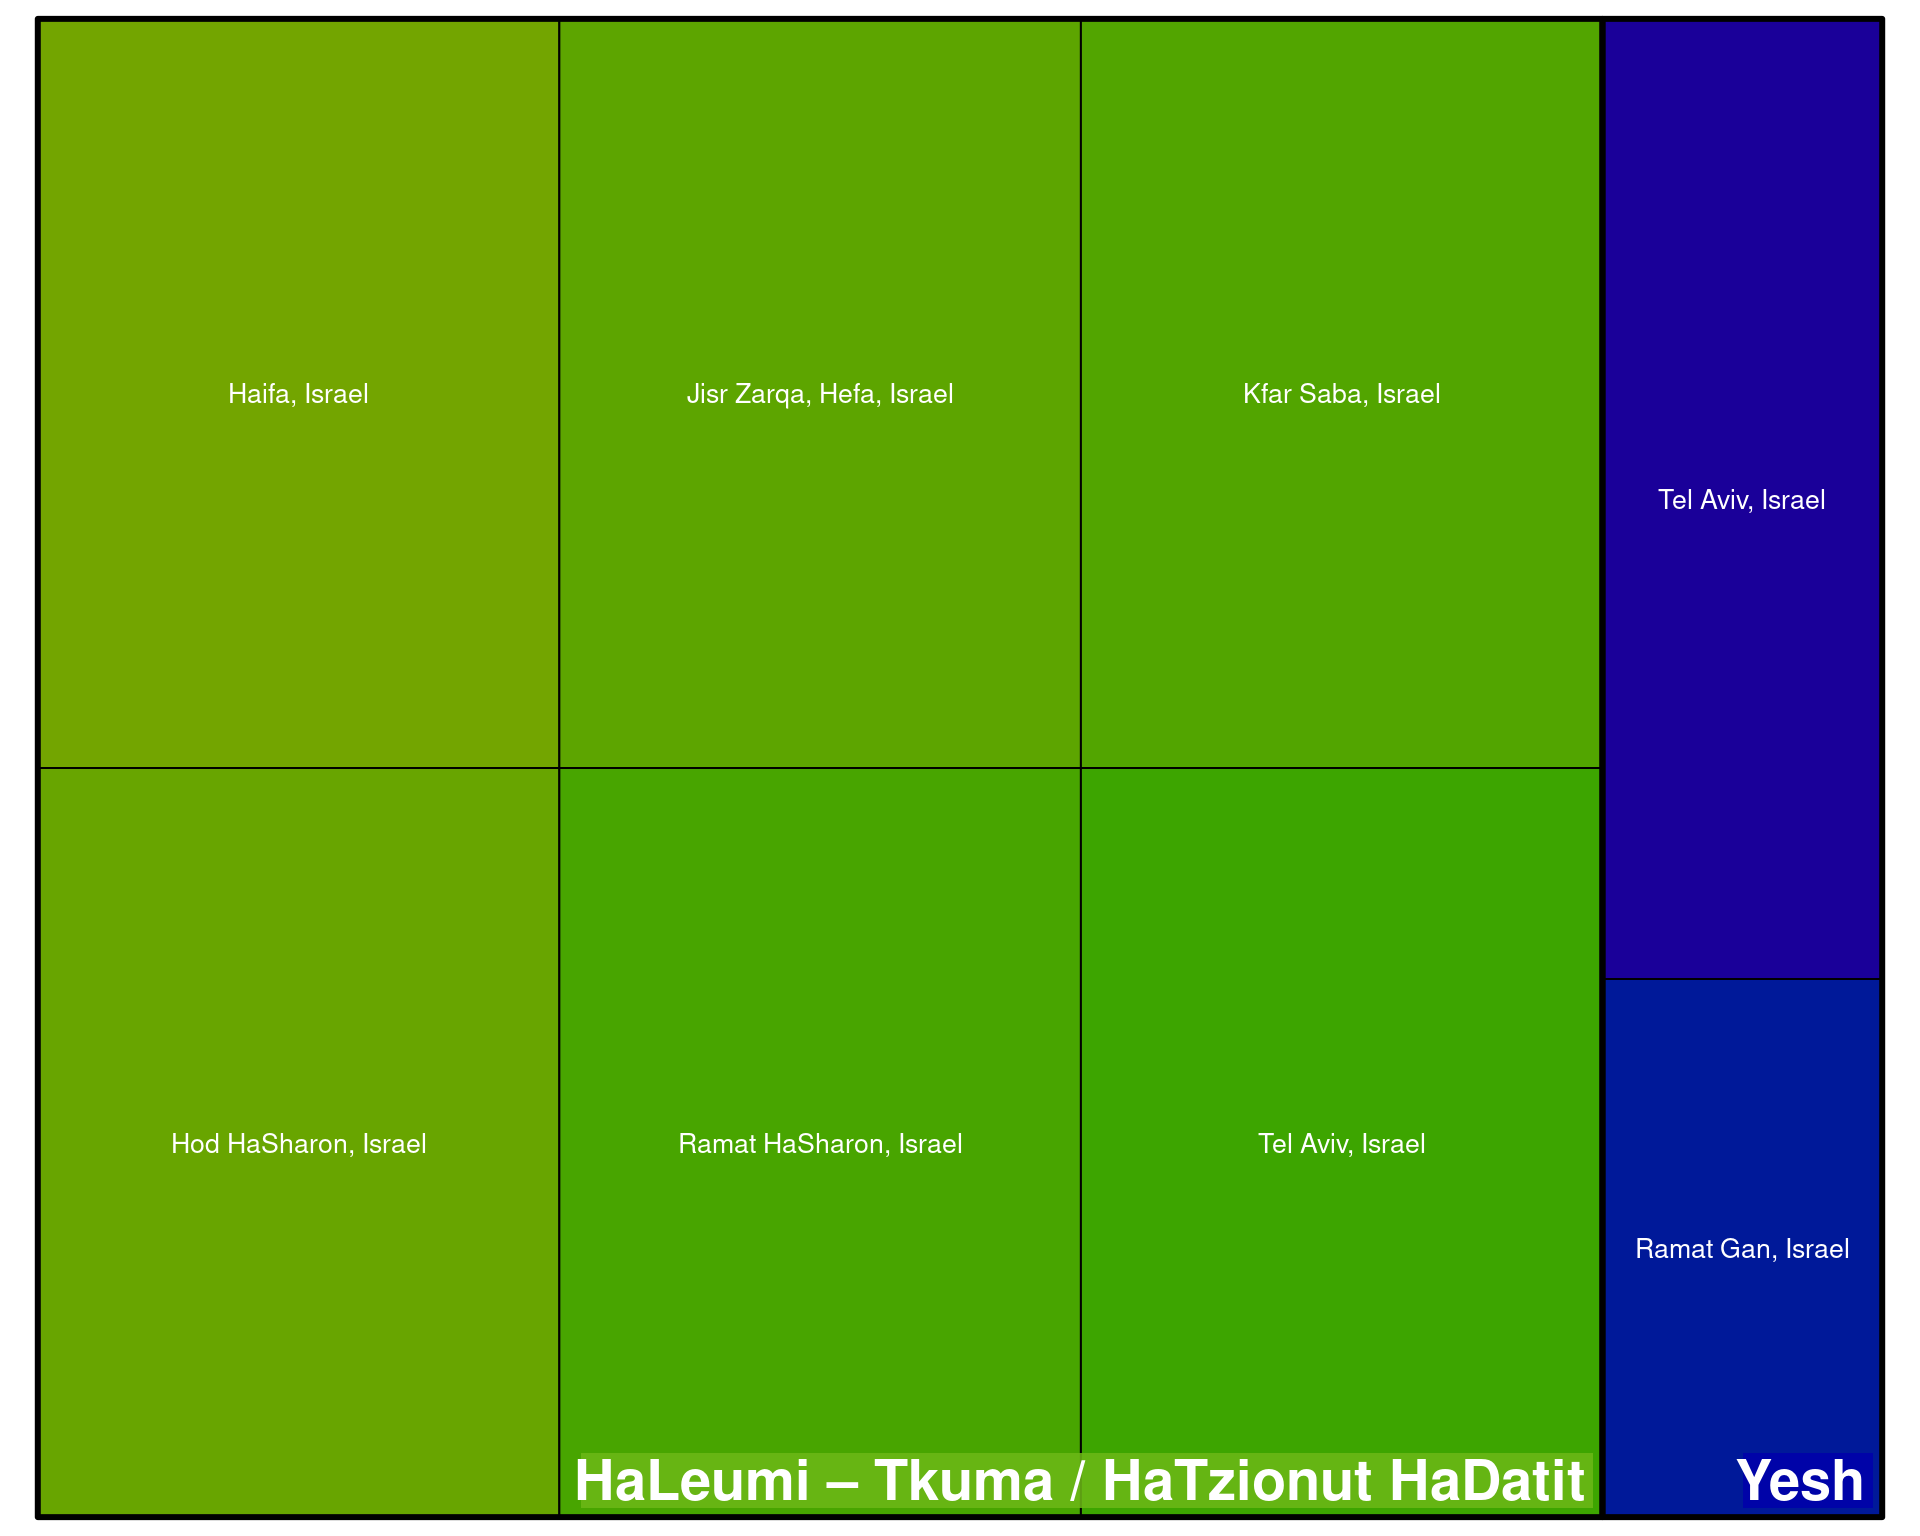 Haifa, Israel
Jisr Zarqa, Hefa, Israel
Kfar Saba, Israel
Tel Aviv, Israel
Hod HaSharon, Israel
Ramat HaSharon, Israel
Tel Aviv, Israel
Ramat Gan, Israel
HaLeumi – Tkuma / HaTzionut HaDatit
Yesh